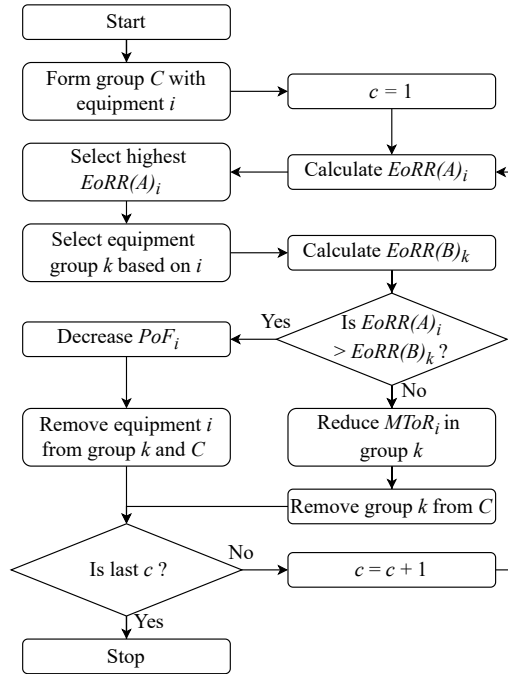 Start
Form group C with
equipment i
c = 1
Calculate EoRR(A)i
Select highest
EoRR(A)i
Select equipment
group k based on i
Calculate EoRR(B)k
Is EoRR(A)i
> EoRR(B)k ?
Yes
Decrease PoFi
No
Remove equipment i
from group k and C
Reduce MToRi in
group k
Remove group k from C
Is last c ?
No
c = c + 1
Yes
Stop